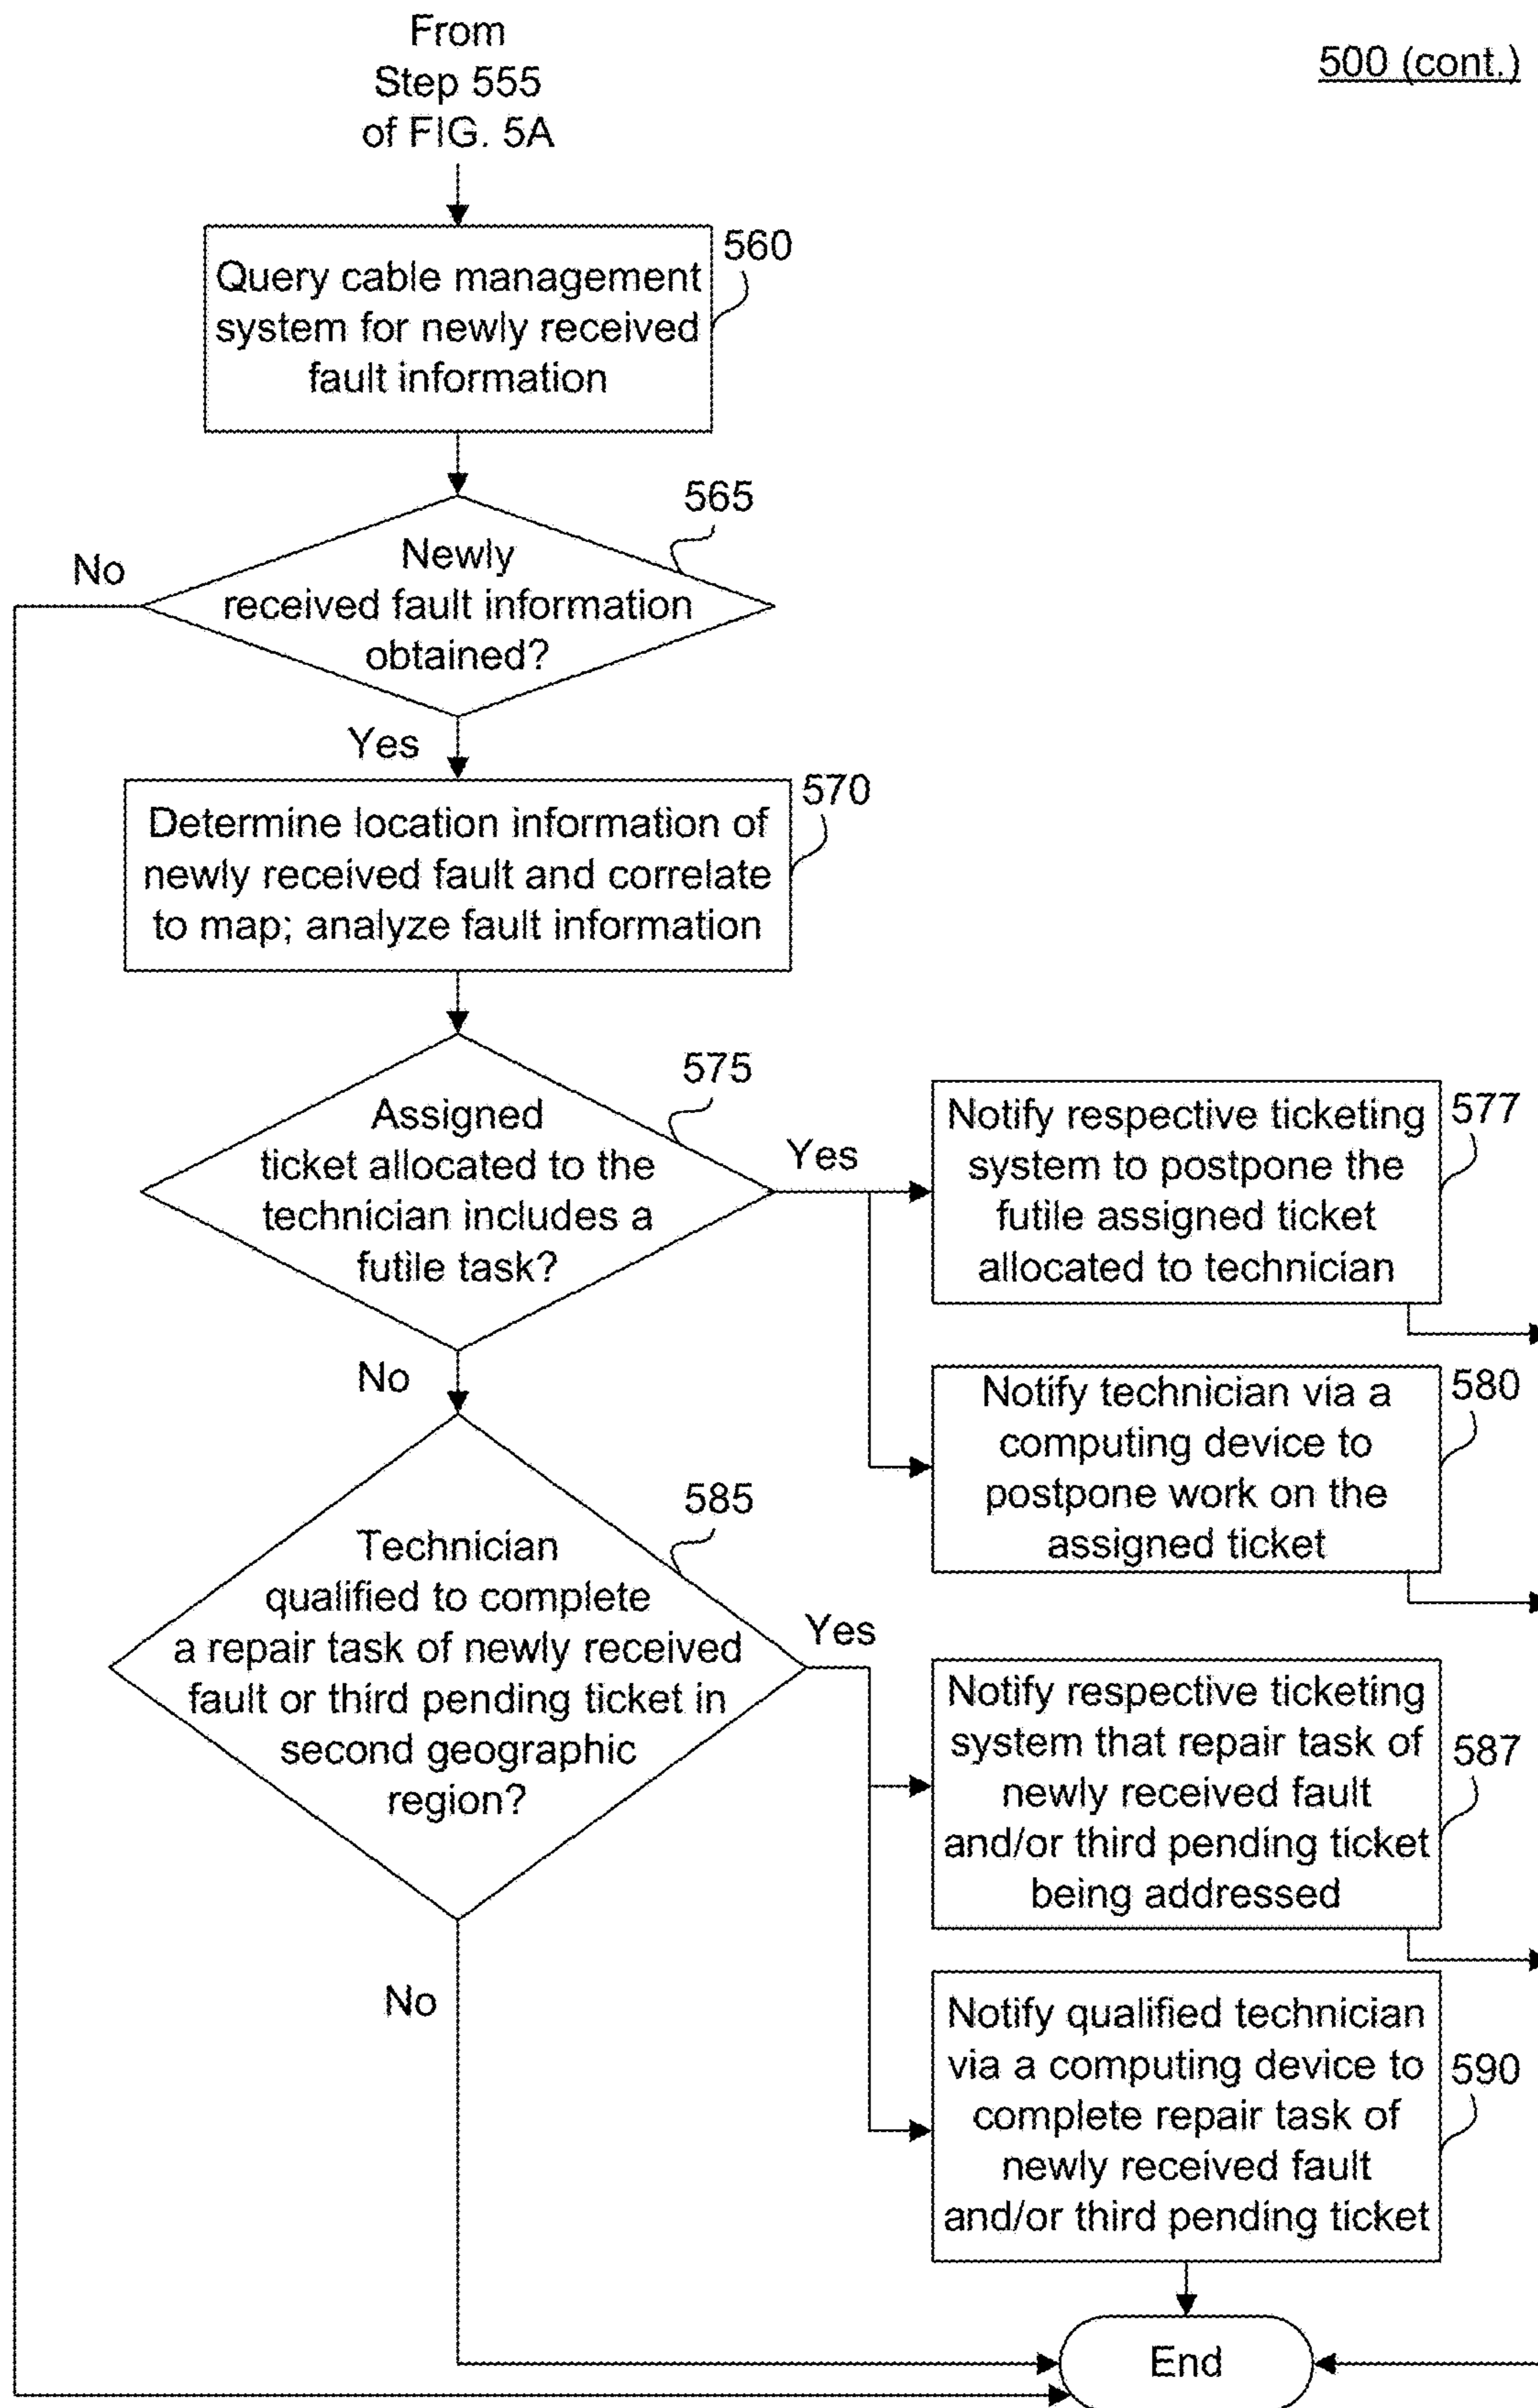 From
Step 555
of FIG. 5A
500 (cont.)
560
Query cable management
system for newly received
fault information
565
No
Newly
received fault information
obtained?
Yes
570
Determine location information of
newly received fault and correlate
to map; analyze fault information
575
Assigned
ticket allocated to the
technician includes a
futile task?
Yes
Notify respective ticketing
system to postpone the
futile assigned ticket
allocated to technician
577
No
Notify technician via a
computing device to
postpone work on the
assigned ticket
580
585
Technician
qualified to complete
a repair task of newly received
fault or third pending ticket in
second geographic
region?
Yes
Notify respective ticketing
system that repair task of
newly received fault
and/or third pending ticket
being addressed
587
No
Notify qualified technician
via a computing device to
complete repair task of
newly received fault
and/or third pending ticket
590
End